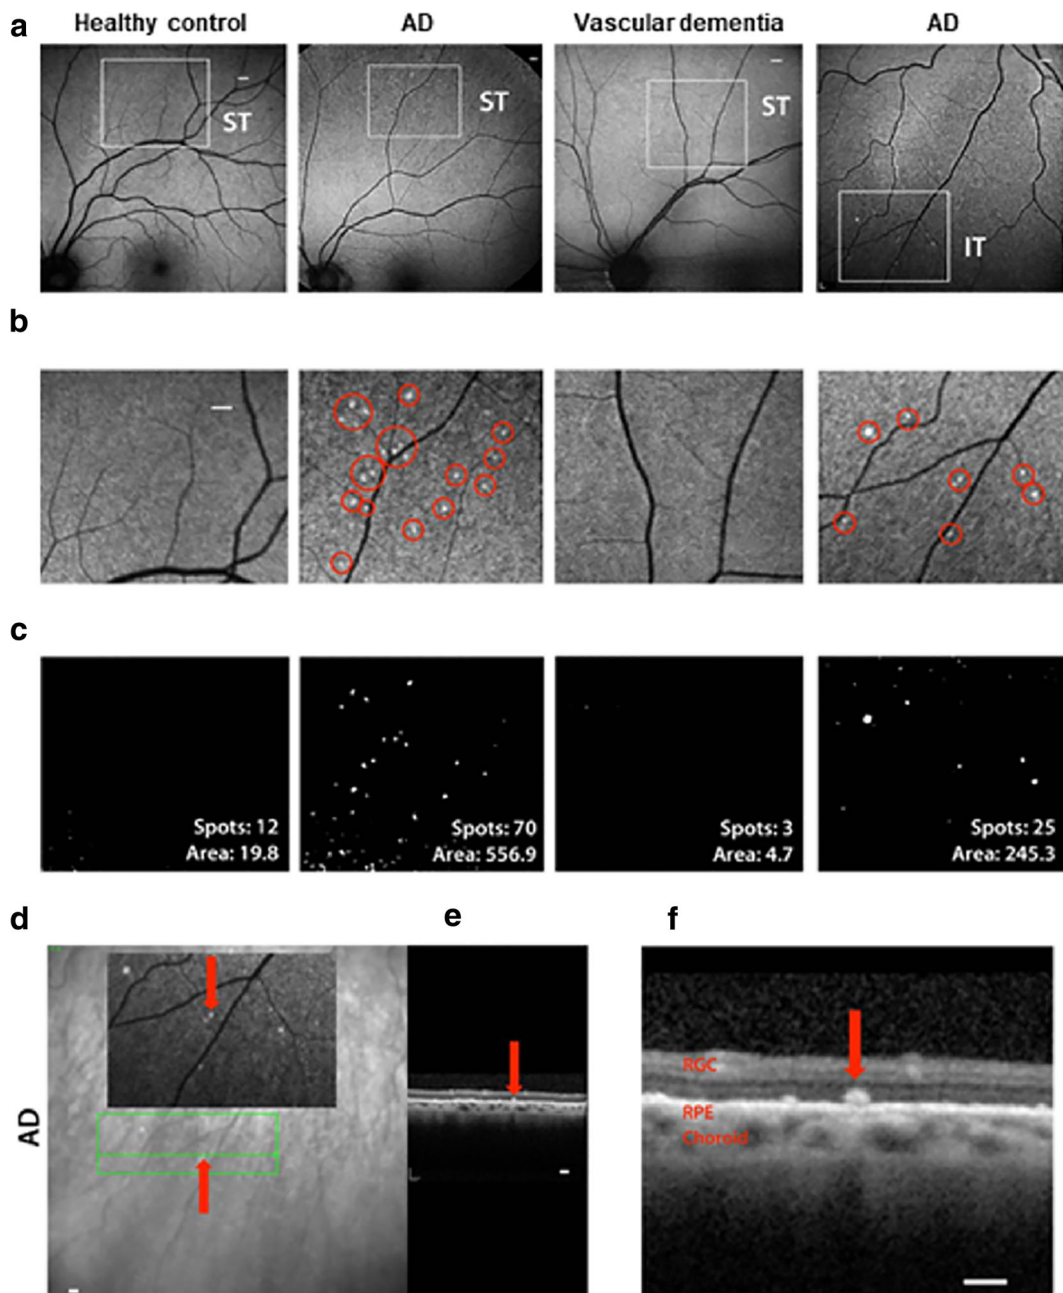 a
Healthy control
AD
Vascular dementia
AD
ST
ST
ST
IT
b
c
Spots: 12
Area: 19.8
Spots: 70
Area: 556.9
Spots: 3
Area: 4.7
Spots: 25
Area: 245.3
d
e
f
AD
RGC
RPE
Choroid